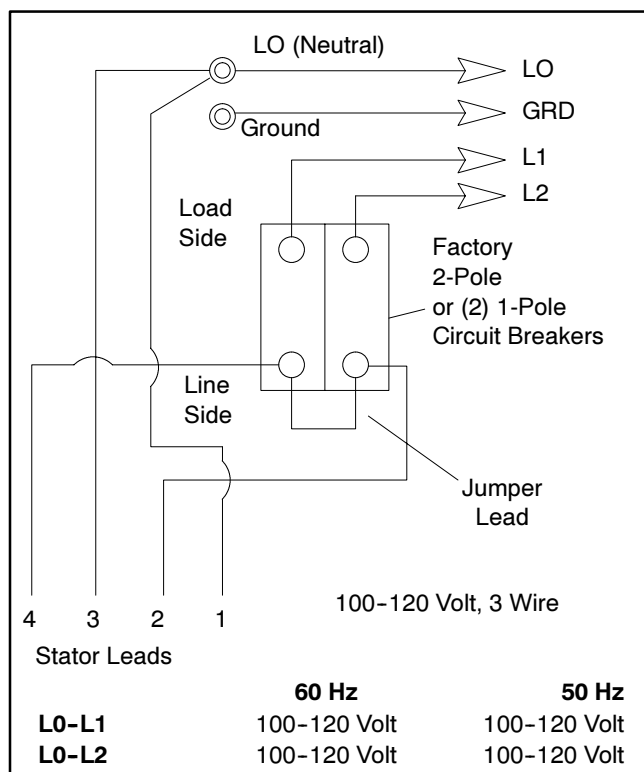 LO (Neutral)
LO
GRD
Ground
L1
L2
Load
Side
Factory
2-Pole
or (2) 1-Pole
Circuit Breakers
Line
Side
Jumper
Lead
100-120 Volt, 3 Wire
4 3 2 1
Stator Leads
60 Hz 50 Hz
L0-L1 100-120 Volt 100-120 Volt
L0-L2 100-120 Volt 100-120 Volt